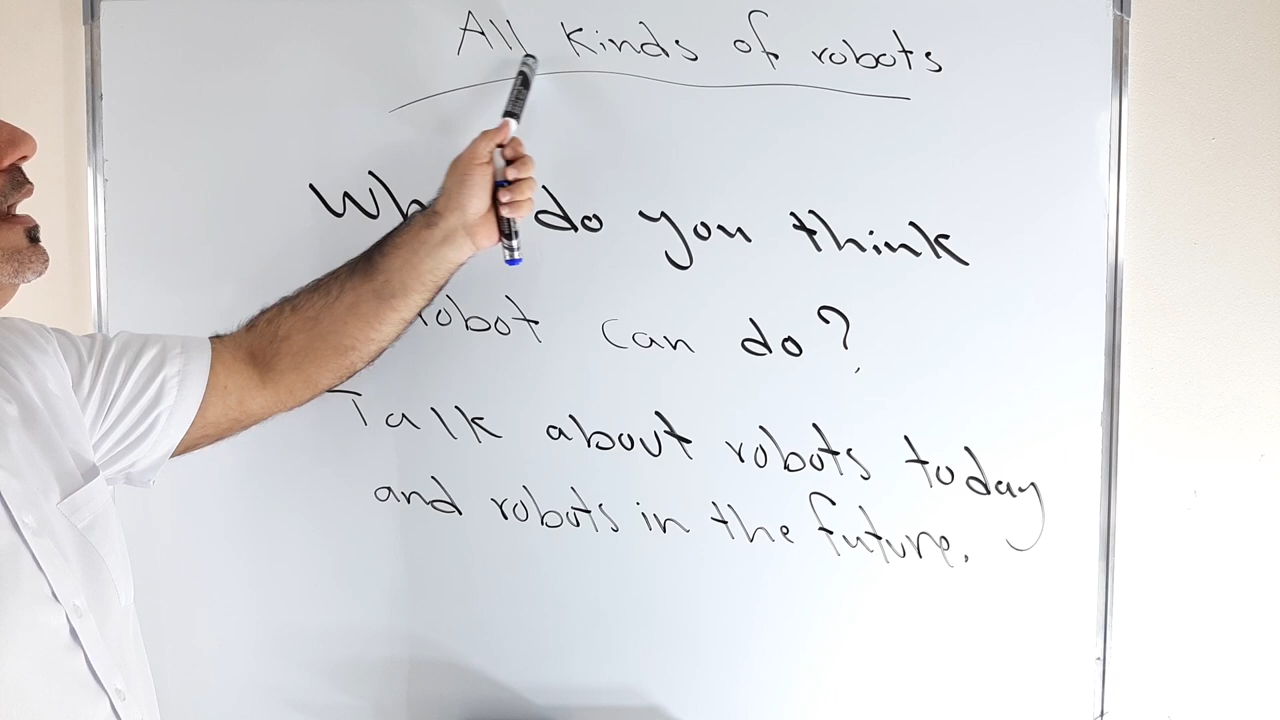 All kinds of robots
do you think
robot can do?
Talk about robots today
and robots in the future.